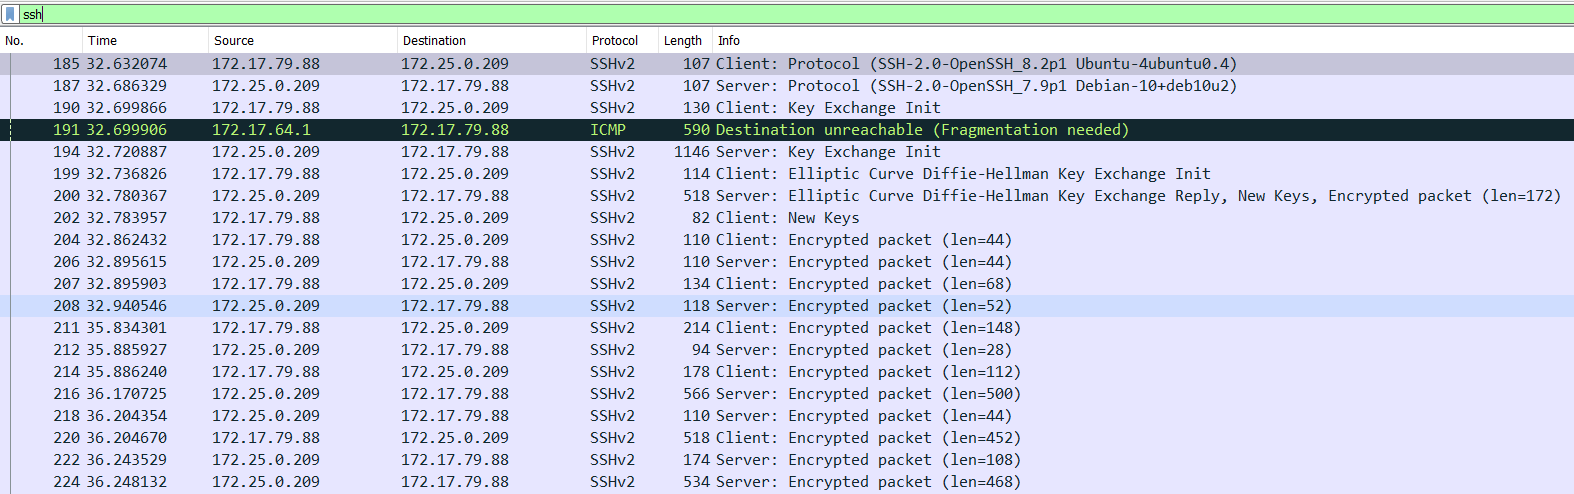 ssh
No. Time Source Destination Protocol Length Info
185 32.632074 172.17.79.88 172.25.0.209 SSHv2 107 Client: Protocol (SSH-2.0-OpenSSH_8.2p1 Ubuntu-4ubuntu0.4)
187 32.686329 172.25.0.209 172.17.79.88 SSHv2 107 Server: Protocol (SSH-2.0-OpenSSH_7.9p1 Debian-10+deb10u2)
190 32.699866 172.17.79.88 172.25.0.209 SSHv2 130 Client: Key Exchange Init
191 32.699906 172.17.64.1 172.17.79.88 ICMP 590 Destination unreachable (Fragmentation needed)
194 32.720887 172.25.0.209 172.17.79.88 SSHv2 1146 Server: Key Exchange Init
199 32.736826 172.17.79.88 172.25.0.209 SSHv2 114 Client: Elliptic Curve Diffie-Hellman Key Exchange Init
200 32.780367 172.25.0.209 172.17.79.88 SSHv2 518 Server: Elliptic Curve Diffie-Hellman Key Exchange Reply, New Keys, Encrypted packet (len=172)
202 32.783957 172.17.79.88 172.25.0.209 SSHv2 82 Client: New Keys
204 32.862432 172.17.79.88 172.25.0.209 SSHv2 110 Client: Encrypted packet (len=44)
206 32.895615 172.25.0.209 172.17.79.88 SSHv2 110 Server: Encrypted packet (len=44)
207 32.895903 172.17.79.88 172.25.0.209 SSHv2 134 Client: Encrypted packet (len=68)
208 32.940546 172.25.0.209 172.17.79.88 SSHv2 118 Server: Encrypted packet (len=52)
211 35.834301 172.17.79.88 172.25.0.209 SSHv2 214 Client: Encrypted packet (len=148)
212 35.885927 172.25.0.209 172.17.79.88 SSHv2 94 Server: Encrypted packet (len=28)
214 35.886240 172.17.79.88 172.25.0.209 SSHv2 178 Client: Encrypted packet (len=112)
216 36.170725 172.25.0.209 172.17.79.88 SSHv2 566 Server: Encrypted packet (len=500)
218 36.204354 172.25.0.209 172.17.79.88 SSHv2 110 Server: Encrypted packet (len=44)
220 36.204670 172.17.79.88 172.25.0.209 SSHv2 518 Client: Encrypted packet (len=452)
222 36.243529 172.25.0.209 172.17.79.88 SSHv2 174 Server: Encrypted packet (len=108)
224 36.248132 172.25.0.209 172.17.79.88 SSHv2 534 Server: Encrypted packet (len=468)